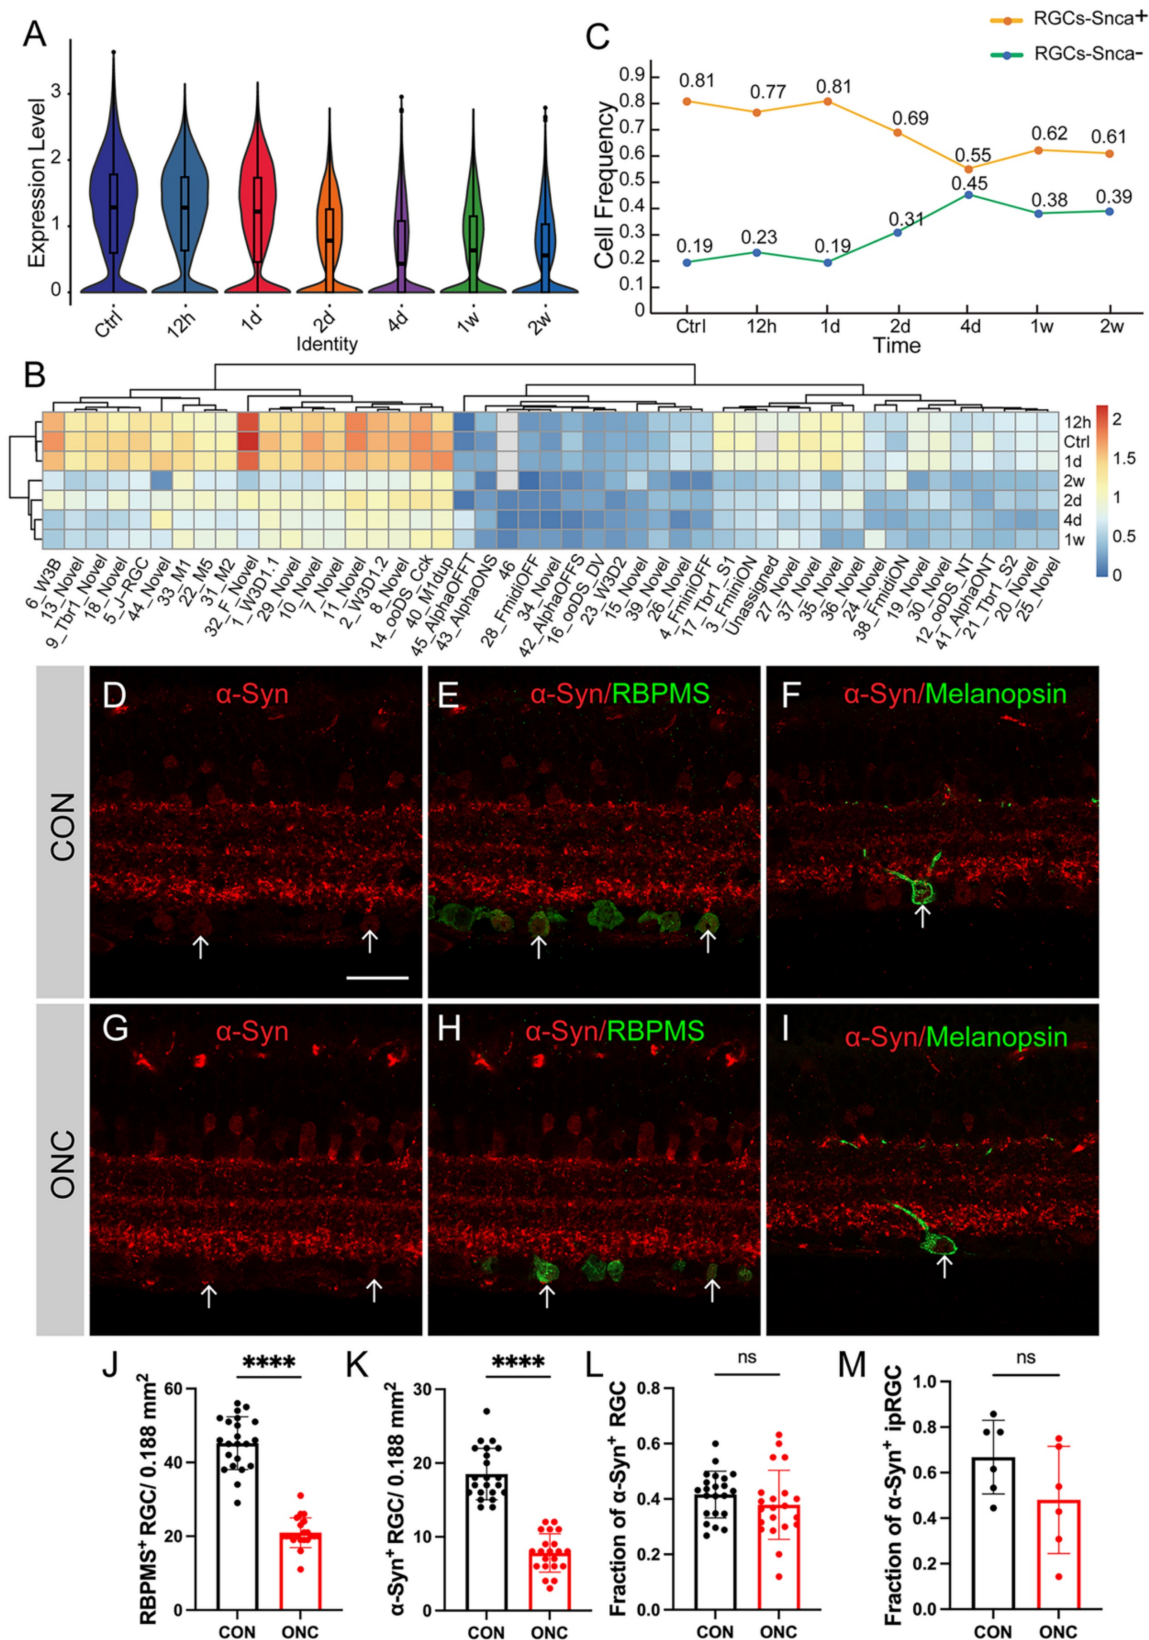 A
Expression Level
3
2
1
0
Ctrl
12h
1d
2d
4d
1w
2w
Identity
C
RGCs-Snca+
RGCs-Snca-
Cell Frequency
0.9
0.8
0.7
0.6
0.5
0.4
0.3
0.2
0.1
0
0.81
0.77
0.81
0.69
0.55
0.62
0.61
0.19
0.23
0.19
0.31
0.45
0.38
0.39
Ctrl
12h
1d
2d
4d
1w
2w
Time
B
12h
Ctrl
1d
2w
2d
4d
1w
2
1.5
1
0.5
0
6_W3B
13_Novel
9_Tbr1_Novel
18_Novel
5_J-RGC
44_Novel
33_M1
22_M5
31_M2
32_F_Novel
1_W3D1.1
29_Novel
10_Novel
7_Novel
11_Novel
2_W3D1.2
8_Novel
14_ooDS_Cck
40_M1dup
45_AlphaOFFT
43_AlphaONS
46
28_FmidiOFF
34_Novel
42_AlphaOFFS
16_ooDS_DV
23_W3D2
15_Novel
39_Novel
26_Novel
4_FminiOFF
17_Tbr1_S1
3_FminiON
Unassigned
27_Novel
37_Novel
35_Novel
36_Novel
24_Novel
38_FmidiON
19_Novel
30_Novel
12_ooDS_NT
41_AlphaONT
21_Tbr1_S2
20_Novel
25_Novel
CON
D
α-Syn
E
α-Syn/RBPMS
F
α-Syn/Melanopsin
ONC
G
α-Syn
H
α-Syn/RBPMS
I
α-Syn/Melanopsin
J
RBPMS+ RGC/ 0.188 mm²
60
40
20
0
****
CON
ONC
K
α-Syn+ RGC/ 0.188 mm²
30
20
10
0
****
CON
ONC
L
Fraction of α-Syn+ RGC
0.8
0.6
0.4
0.2
0.0
ns
CON
ONC
M
Fraction of α-Syn+ ipRGC
1.0
0.8
0.6
0.4
0.2
0.0
ns
CON
ONC